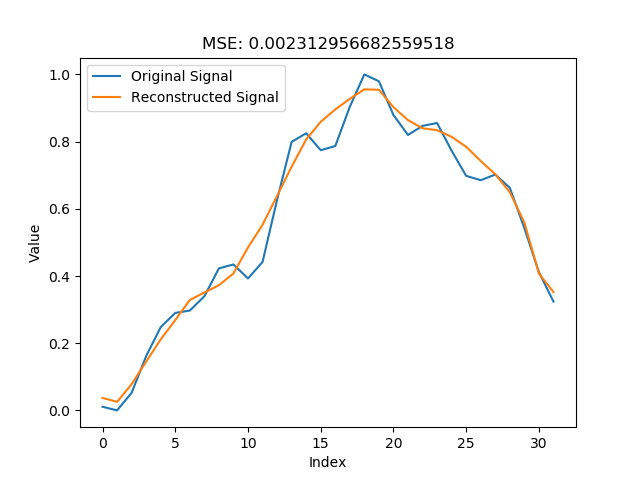 MSE: 0.002312956682559518
Original Signal
Reconstructed Signal
1.0
0.8
0.6
0.4
0.2
0.0
Value
0 5 10 15 20 25 30
Index